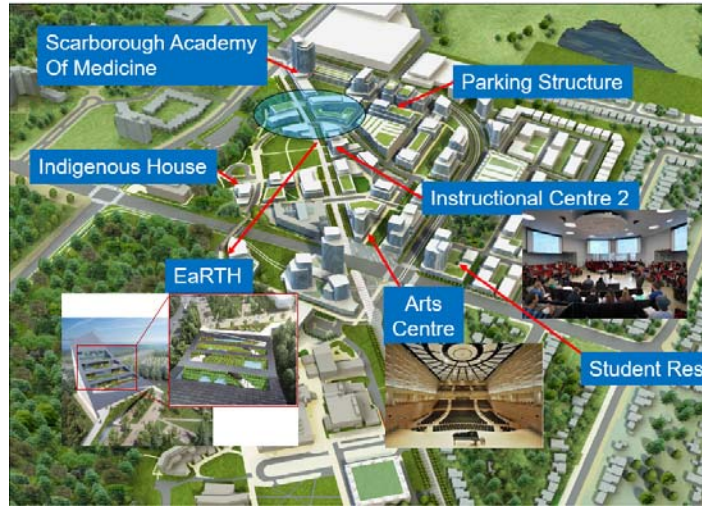 Scarborough Academy
Of Medicine
Parking Structure
Indigenous House
Instructional Centre 2
EaRTH
Arts
Centre
Student Res